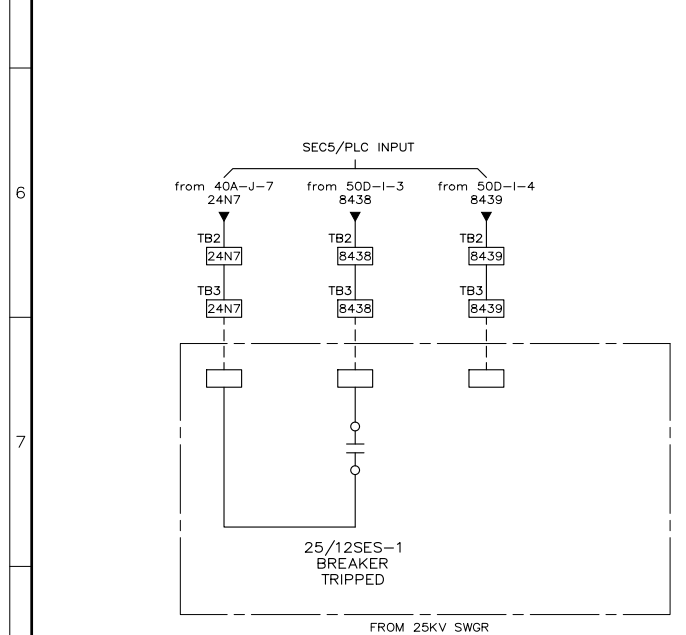 SEC5/PLC INPUT
6
from 40A-J-7 from 50D-I-3 from 50D-I-4
24N7 8438 8439
TB2 TB2 TB2
24N7 8438 8439
TB3 TB3 TB3
24N7 8438 8439
7
25/12SES-1
BREAKER
TRIPPED
FROM 25KV SWGR